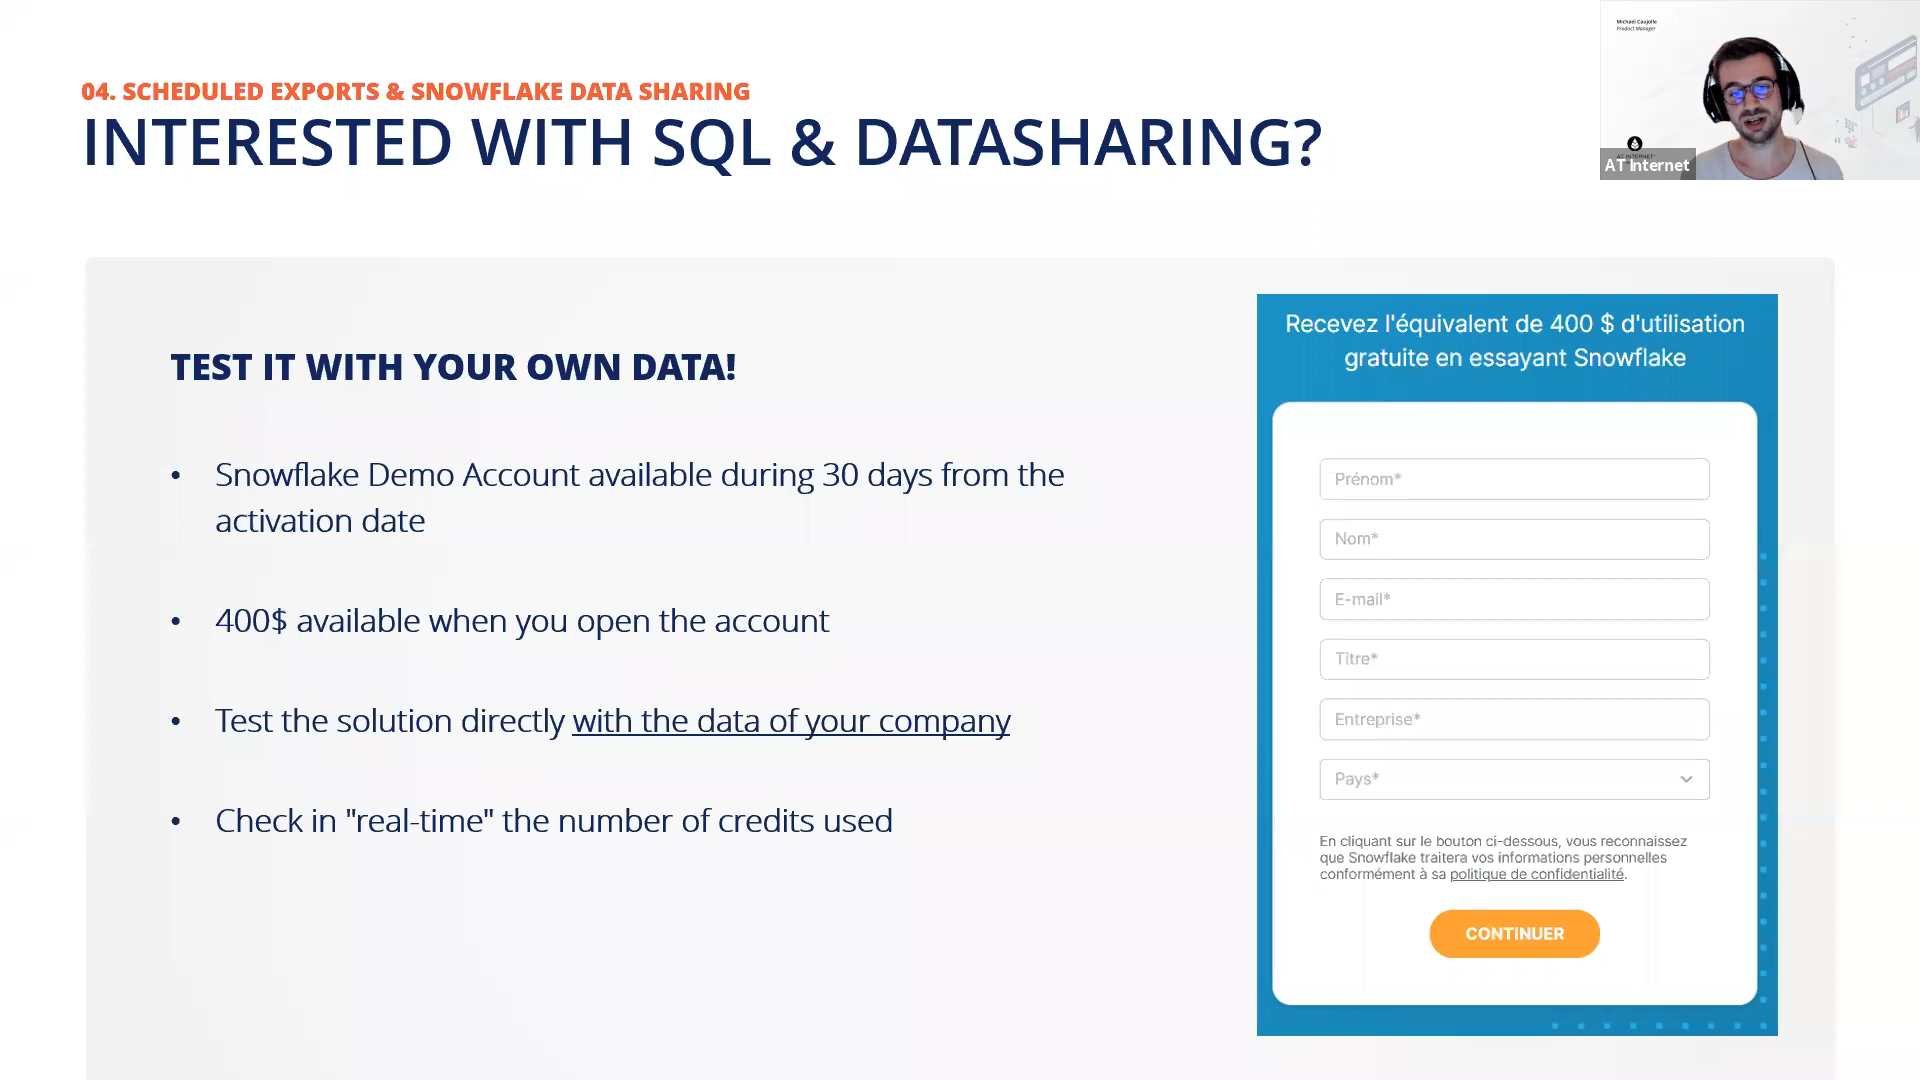 04. SCHEDULED EXPORTS & SNOWFLAKE DATA SHARING
INTERESTED WITH SQL & DATASHARING?
Michael Caujolle
Product Manager
AT Internet
TEST IT WITH YOUR OWN DATA!
• Snowflake Demo Account available during 30 days from the
activation date
• 400$ available when you open the account
• Test the solution directly with the data of your company
• Check in "real-time" the number of credits used
Recevez l'équivalent de 400 $ d'utilisation
gratuite en essayant Snowflake
Prénom*
Nom*
E-mail*
Titre*
Entreprise*
Pays*
En cliquant sur le bouton ci-dessous, vous reconnaissez
que Snowflake traitera vos informations personnelles
conformément à sa politique de confidentialité.
CONTINUER